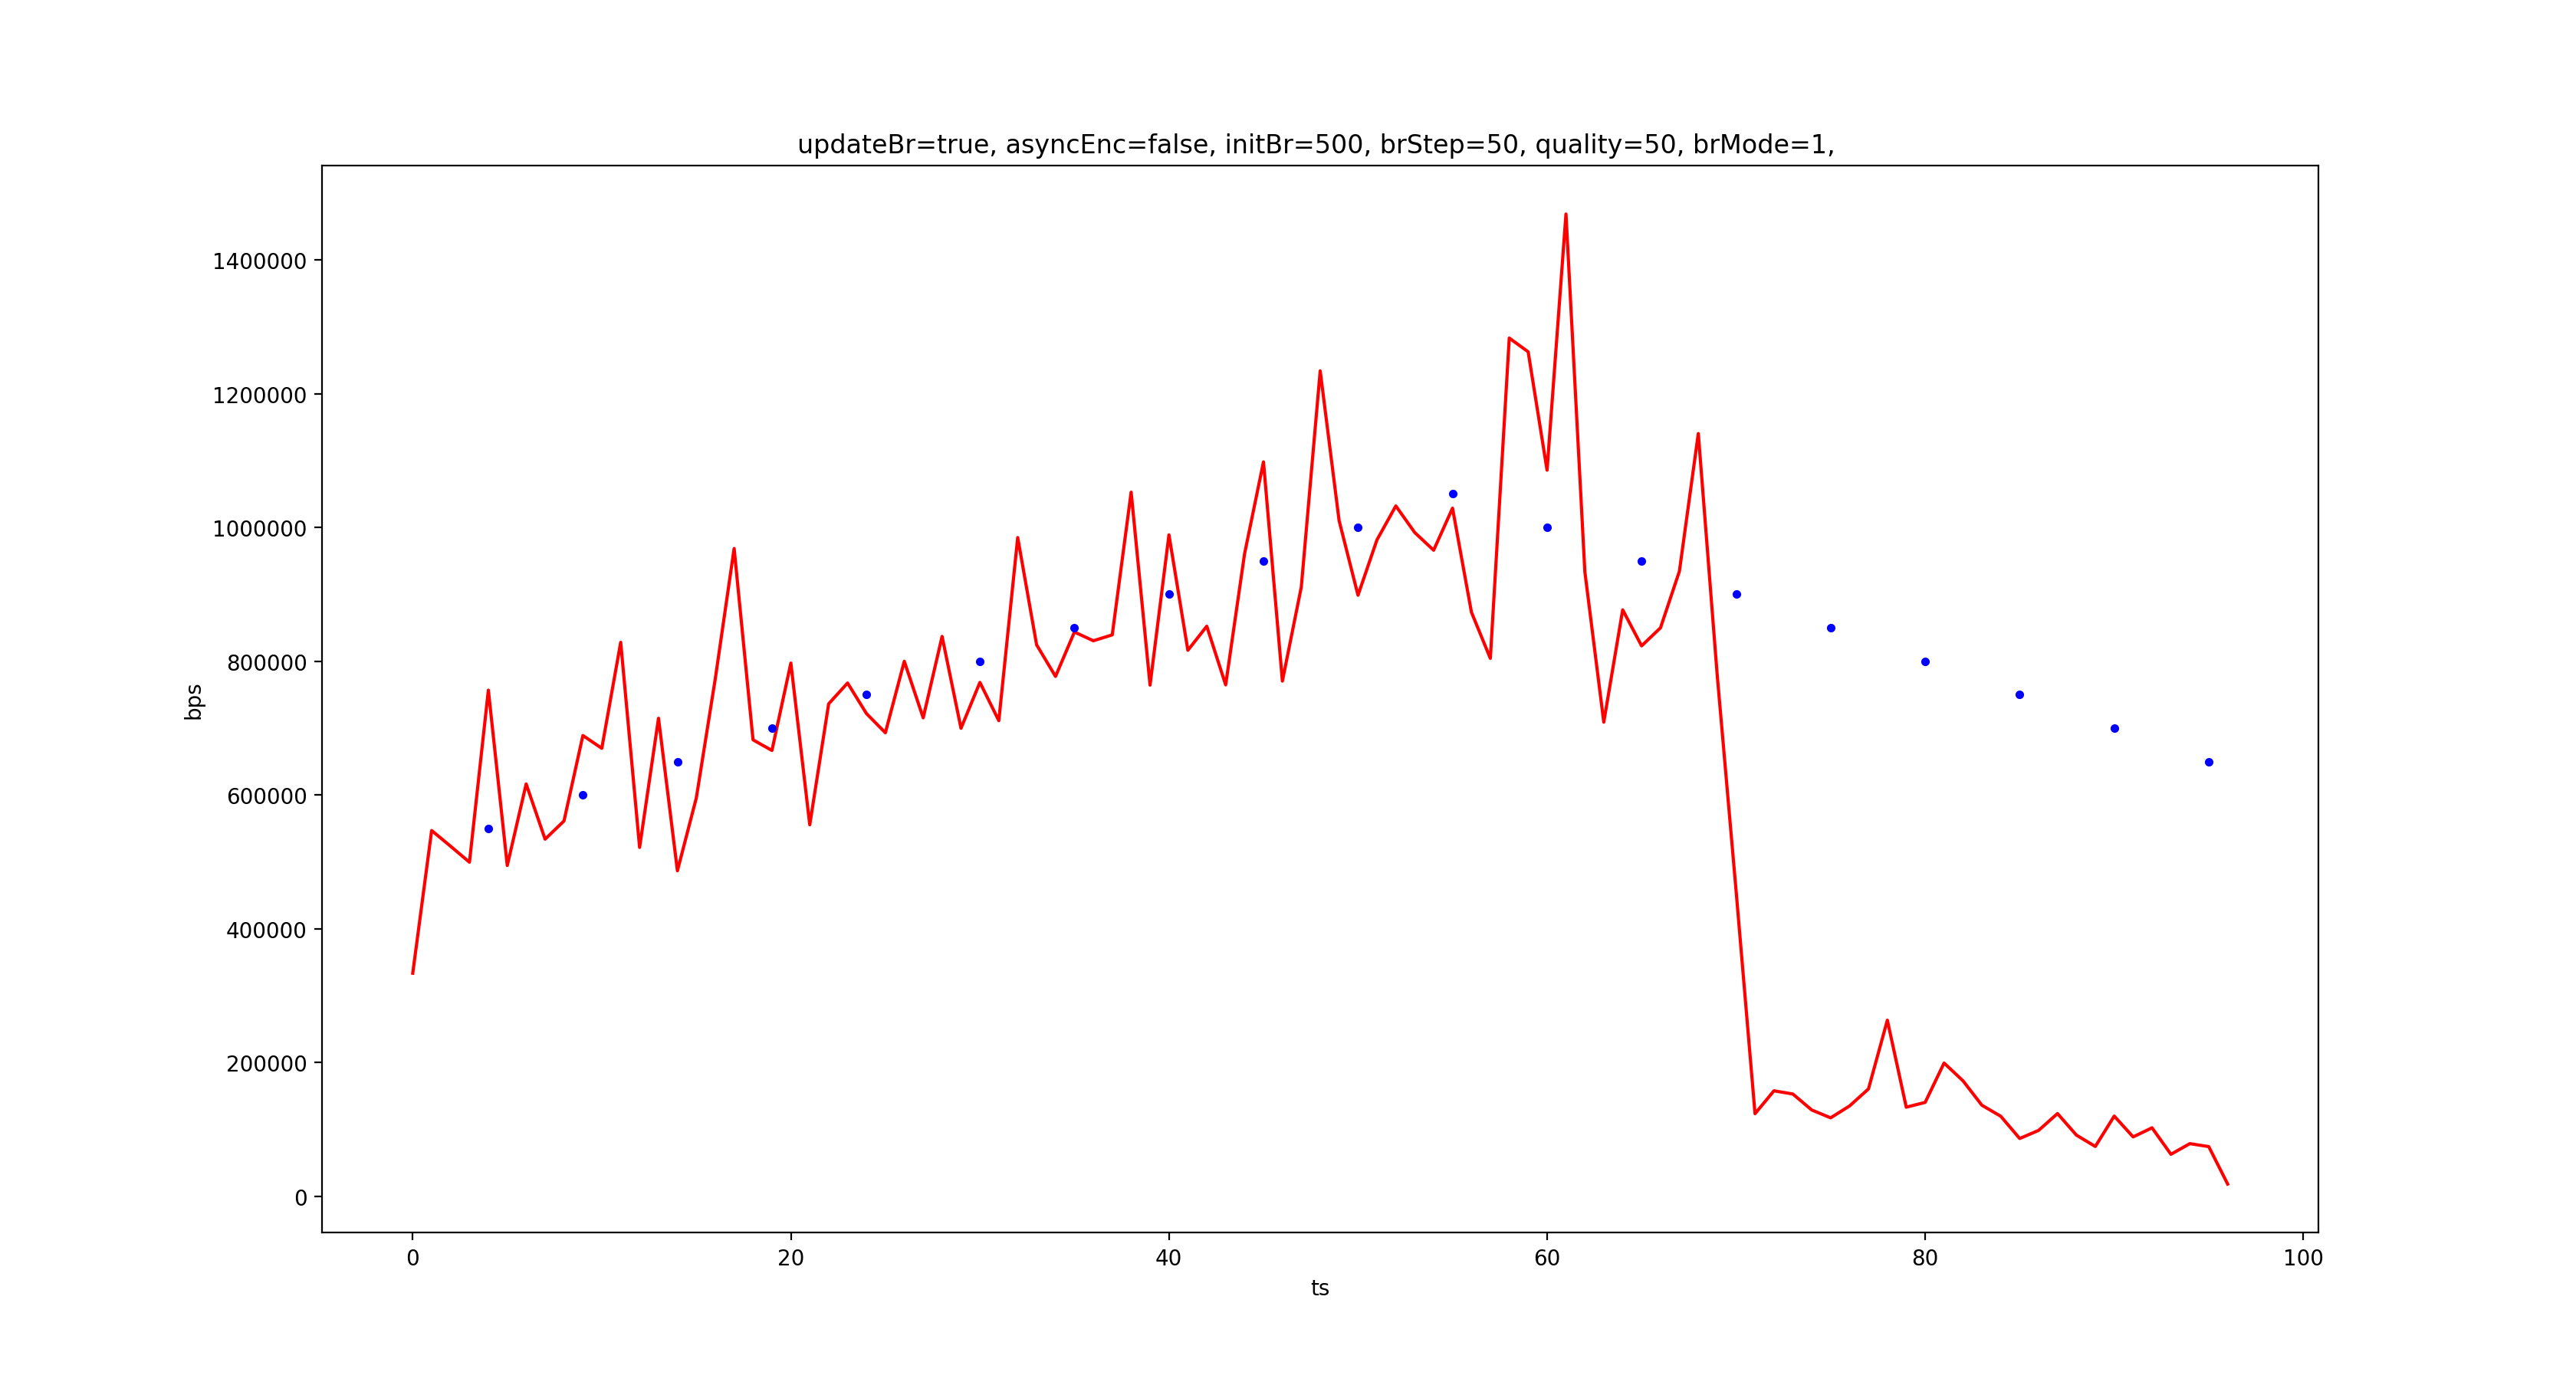 updateBr=true, asyncEnc=false, initBr=500, brStep=50, quality=50, brMode=1,
1400000
1200000
1000000
800000
600000
400000
200000
0
bps
0 20 40 60 80 100
ts